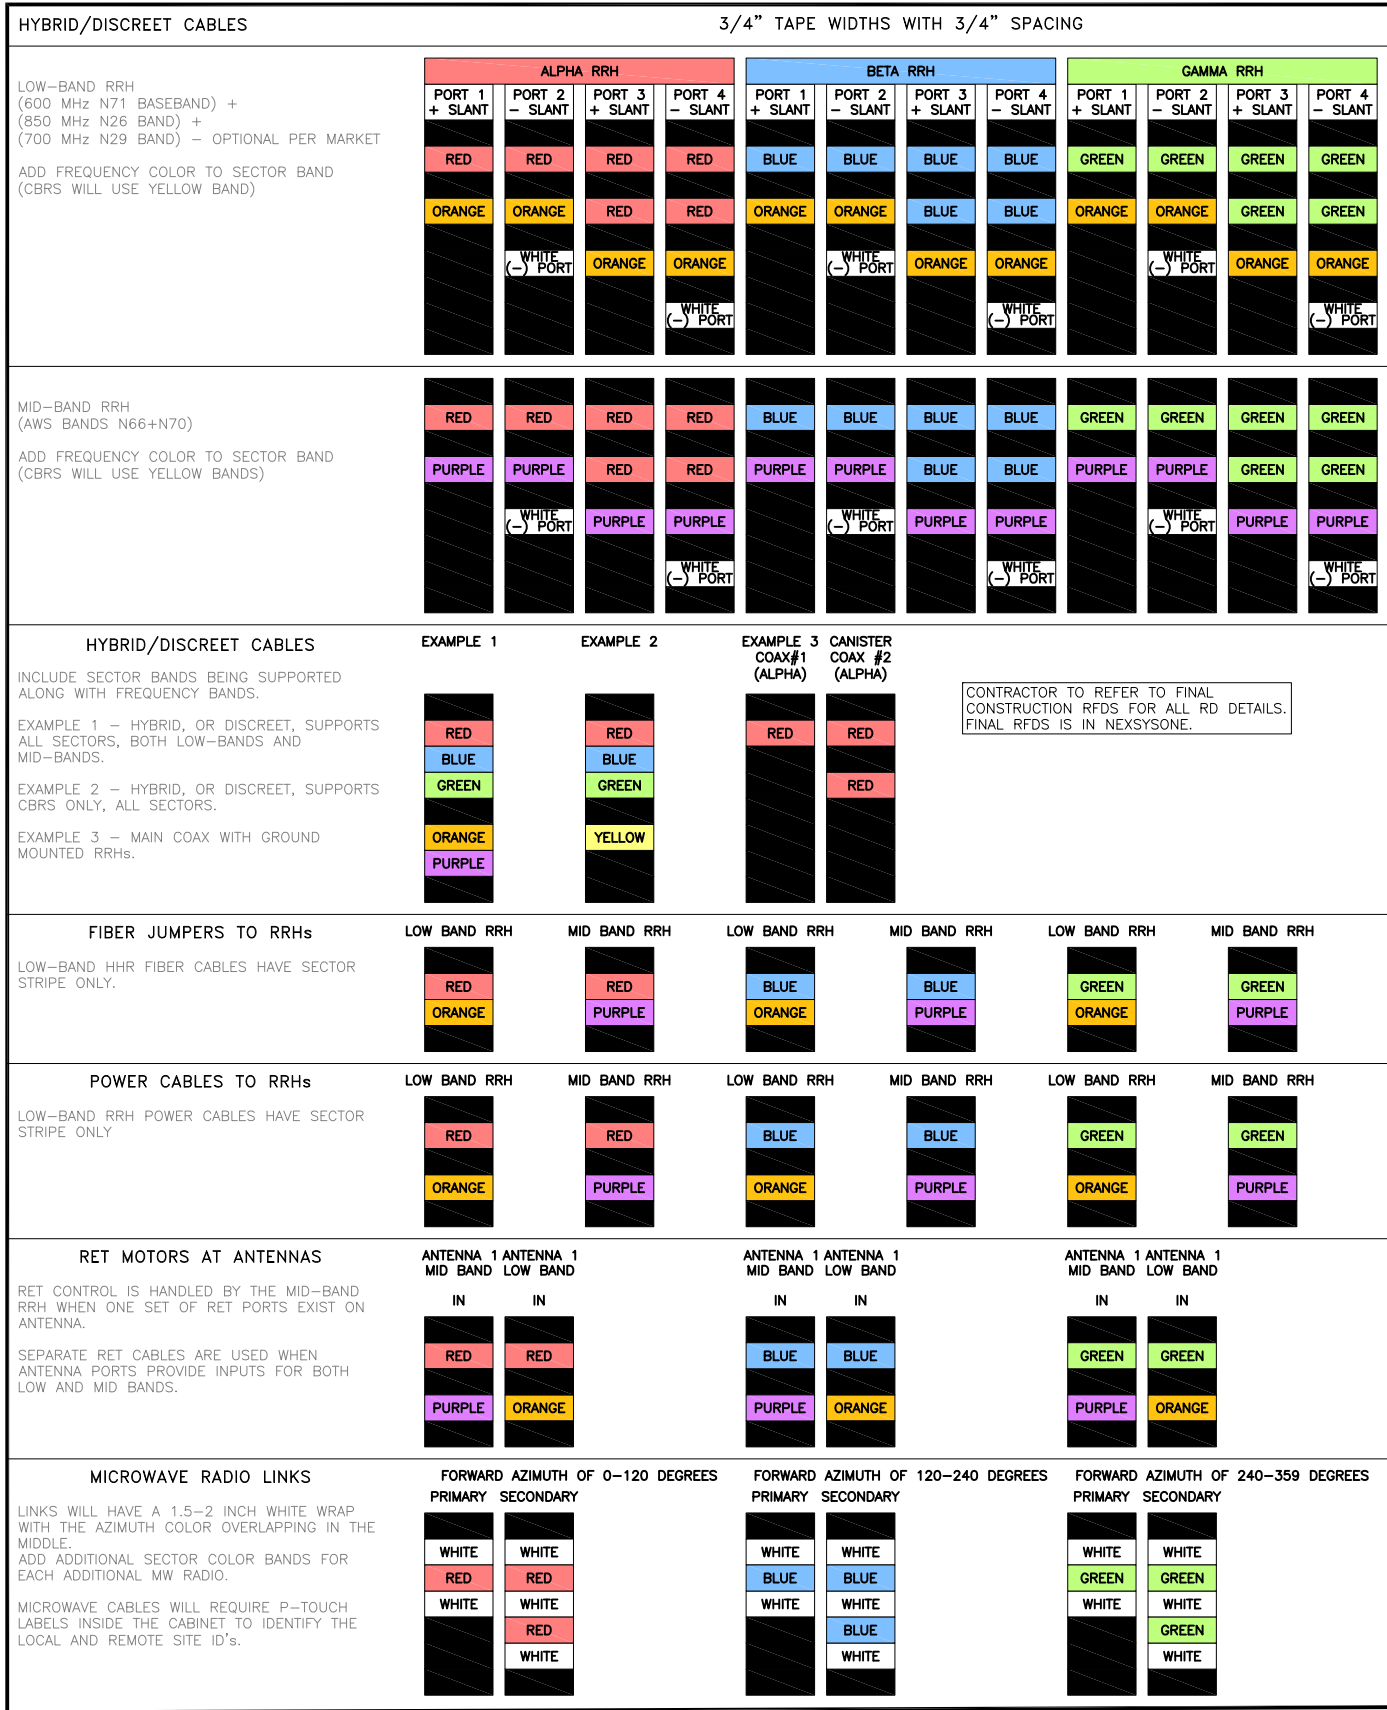 HYBRID/DISCREET CABLES
3/4" TAPE WIDTHS WITH 3/4" SPACING
LOW-BAND RRH
(600 MHz N71 BASEBAND) +
(850 MHz N26 BAND) +
(700 MHz N29 BAND) - OPTIONAL PER MARKET
ADD FREQUENCY COLOR TO SECTOR BAND
(CBRS WILL USE YELLOW BAND)
ALPHA RRH BETA RRH GAMMA RRH
PORT 1 PORT 2 PORT 3 PORT 4 PORT 1 PORT 2 PORT 3 PORT 4 PORT 1 PORT 2 PORT 3 PORT 4
+ SLANT - SLANT + SLANT - SLANT + SLANT - SLANT + SLANT - SLANT + SLANT - SLANT + SLANT - SLANT
RED RED RED RED BLUE BLUE BLUE BLUE GREEN GREEN GREEN GREEN
ORANGE ORANGE RED RED ORANGE ORANGE BLUE BLUE ORANGE ORANGE GREEN GREEN
WHITE (-) PORT ORANGE ORANGE WHITE (-) PORT ORANGE ORANGE WHITE (-) PORT ORANGE ORANGE
WHITE (-) PORT WHITE (-) PORT WHITE (-) PORT
MID-BAND RRH
(AWS BANDS N66+N70)
ADD FREQUENCY COLOR TO SECTOR BAND
(CBRS WILL USE YELLOW BANDS)
RED RED RED RED BLUE BLUE BLUE BLUE GREEN GREEN GREEN GREEN
PURPLE PURPLE RED RED PURPLE PURPLE BLUE BLUE PURPLE PURPLE GREEN GREEN
WHITE (-) PORT PURPLE PURPLE WHITE (-) PORT PURPLE PURPLE WHITE (-) PORT PURPLE PURPLE
WHITE (-) PORT WHITE (-) PORT WHITE (-) PORT
HYBRID/DISCREET CABLES
INCLUDE SECTOR BANDS BEING SUPPORTED
ALONG WITH FREQUENCY BANDS.
EXAMPLE 1 - HYBRID, OR DISCREET, SUPPORTS
ALL SECTORS, BOTH LOW-BANDS AND
MID-BANDS.
EXAMPLE 2 - HYBRID, OR DISCREET, SUPPORTS
CBRS ONLY, ALL SECTORS.
EXAMPLE 3 - MAIN COAX WITH GROUND
MOUNTED RRHs.
EXAMPLE 1 EXAMPLE 2 EXAMPLE 3 CANISTER
COAX#1 COAX #2
(ALPHA) (ALPHA)
RED RED RED RED
BLUE BLUE
GREEN GREEN RED
ORANGE YELLOW
PURPLE
CONTRACTOR TO REFER TO FINAL
CONSTRUCTION RFDS FOR ALL RD DETAILS.
FINAL RFDS IS IN NEXSYSONE.
FIBER JUMPERS TO RRHs
LOW-BAND HHR FIBER CABLES HAVE SECTOR
STRIPE ONLY.
LOW BAND RRH MID BAND RRH LOW BAND RRH MID BAND RRH LOW BAND RRH MID BAND RRH
RED RED BLUE BLUE GREEN GREEN
ORANGE PURPLE ORANGE PURPLE ORANGE PURPLE
POWER CABLES TO RRHs
LOW-BAND RRH POWER CABLES HAVE SECTOR
STRIPE ONLY
LOW BAND RRH MID BAND RRH LOW BAND RRH MID BAND RRH LOW BAND RRH MID BAND RRH
RED RED BLUE BLUE GREEN GREEN
ORANGE PURPLE ORANGE PURPLE ORANGE PURPLE
RET MOTORS AT ANTENNAS
RET CONTROL IS HANDLED BY THE MID-BAND
RRH WHEN ONE SET OF RET PORTS EXIST ON
ANTENNA.
SEPARATE RET CABLES ARE USED WHEN
ANTENNA PORTS PROVIDE INPUTS FOR BOTH
LOW AND MID BANDS.
ANTENNA 1 ANTENNA 1 ANTENNA 1 ANTENNA 1 ANTENNA 1 ANTENNA 1
MID BAND LOW BAND MID BAND LOW BAND MID BAND LOW BAND
IN IN IN IN IN IN
RED RED BLUE BLUE GREEN GREEN
PURPLE ORANGE PURPLE ORANGE PURPLE ORANGE
MICROWAVE RADIO LINKS
LINKS WILL HAVE A 1.5-2 INCH WHITE WRAP
WITH THE AZIMUTH COLOR OVERLAPPING IN THE
MIDDLE.
ADD ADDITIONAL SECTOR COLOR BANDS FOR
EACH ADDITIONAL MW RADIO.
MICROWAVE CABLES WILL REQUIRE P-TOUCH
LABELS INSIDE THE CABINET TO IDENTIFY THE
LOCAL AND REMOTE SITE ID's.
FORWARD AZIMUTH OF 0-120 DEGREES FORWARD AZIMUTH OF 120-240 DEGREES FORWARD AZIMUTH OF 240-359 DEGREES
PRIMARY SECONDARY PRIMARY SECONDARY PRIMARY SECONDARY
WHITE WHITE WHITE WHITE WHITE WHITE
RED RED BLUE BLUE GREEN GREEN
WHITE WHITE WHITE WHITE WHITE WHITE
RED BLUE GREEN
WHITE WHITE WHITE